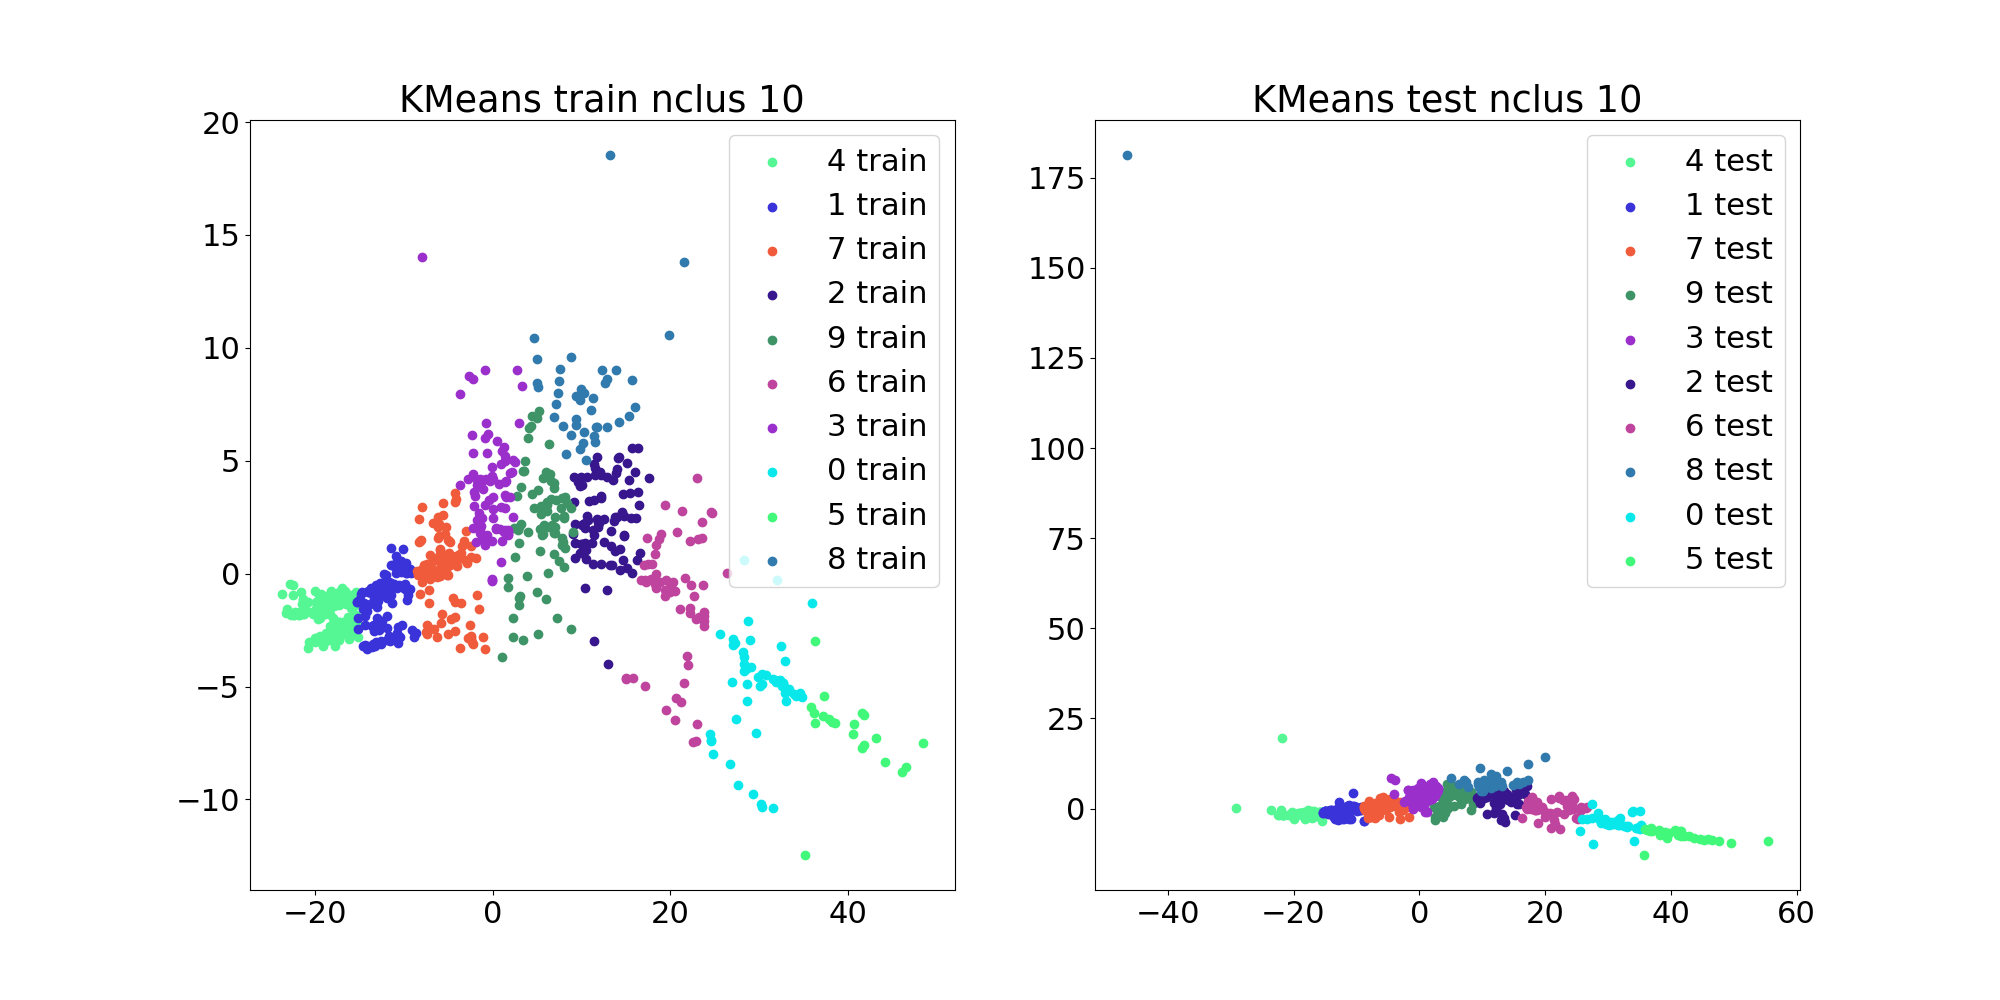 KMeans train nclus 10
20
15
10
5
0
−5
−10
−20
0
20
40
4 train
1 train
7 train
2 train
9 train
6 train
3 train
0 train
5 train
8 train
KMeans test nclus 10
175
150
125
100
75
50
25
0
−40
−20
0
20
40
60
4 test
1 test
7 test
9 test
3 test
2 test
6 test
8 test
0 test
5 test